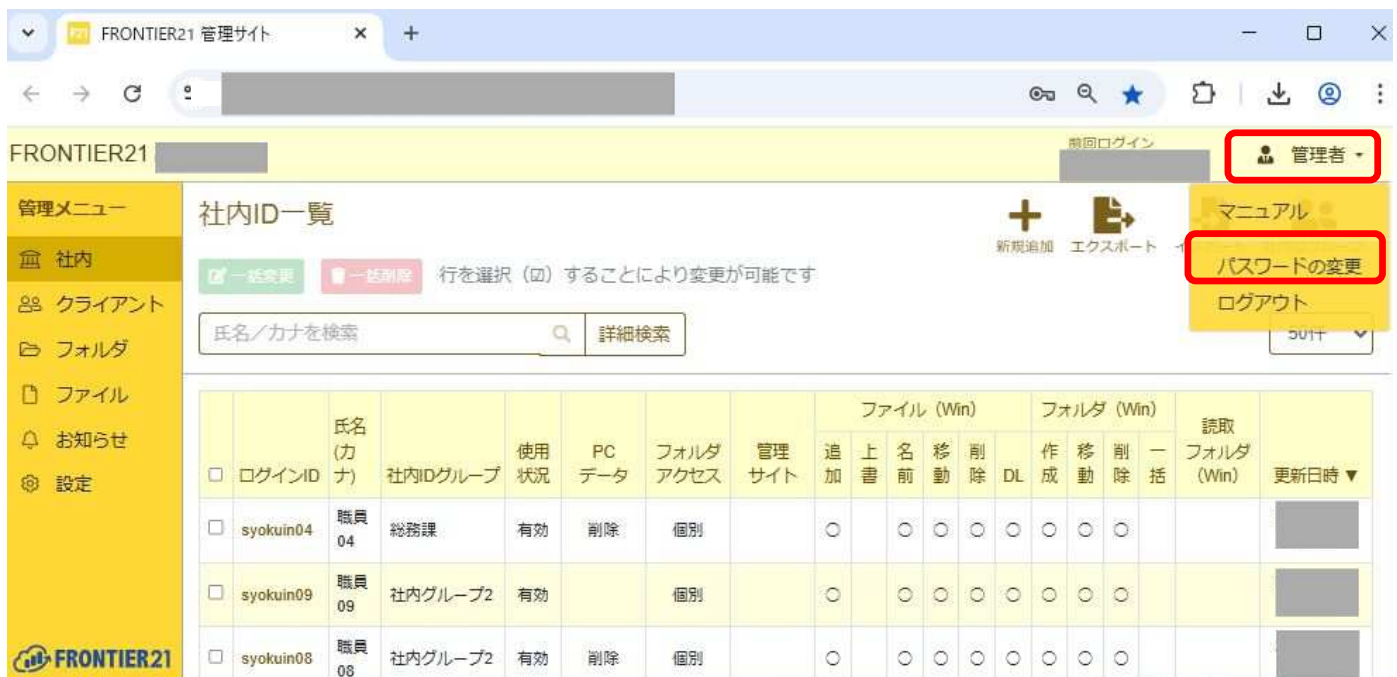 FRONTIER21 管理サイト
FRONTIER21
前回ログイン
管理者
管理メニュー
社内
クライアント
フォルダ
ファイル
お知らせ
設定
FRONTIER21
社内ID一覧
新規追加 エクスポート
マニュアル
パスワードの変更
ログアウト
一括変更 一括削除 行を選択（☑）することにより変更が可能です
氏名／カナを検索 詳細検索 50件
ファイル (Win) フォルダ (Win)
ログインID 氏名(カナ) 社内IDグループ 使用状況 PCデータ フォルダアクセス 管理サイト 追加 上書 名前 移動 削除 DL 作成 移動 削除 一括 読取フォルダ(Win) 更新日時 ▼
syokuin04 職員04 総務課 有効 削除 個別 ○ ○ ○ ○ ○ ○ ○ ○
syokuin09 職員09 社内グループ2 有効 個別 ○ ○ ○ ○ ○ ○ ○ ○
syokuin08 職員08 社内グループ2 有効 削除 個別 ○ ○ ○ ○ ○ ○ ○ ○